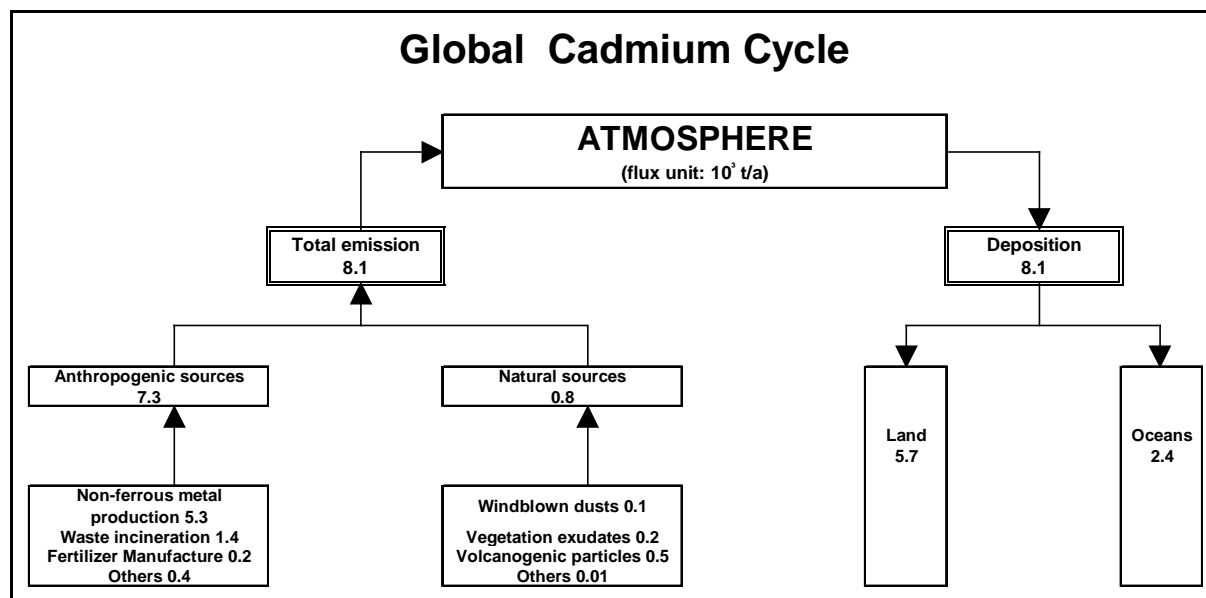 Global Cadmium Cycle
ATMOSPHERE
(flux unit: 10³ t/a)
Total emission
8.1
Deposition
8.1
Anthropogenic sources
7.3
Natural sources
0.8
Land
5.7
Oceans
2.4
Non-ferrous metal
production 5.3
Waste incineration 1.4
Fertilizer Manufacture 0.2
Others 0.4
Windblown dusts 0.1
Vegetation exudates 0.2
Volcanogenic particles 0.5
Others 0.01